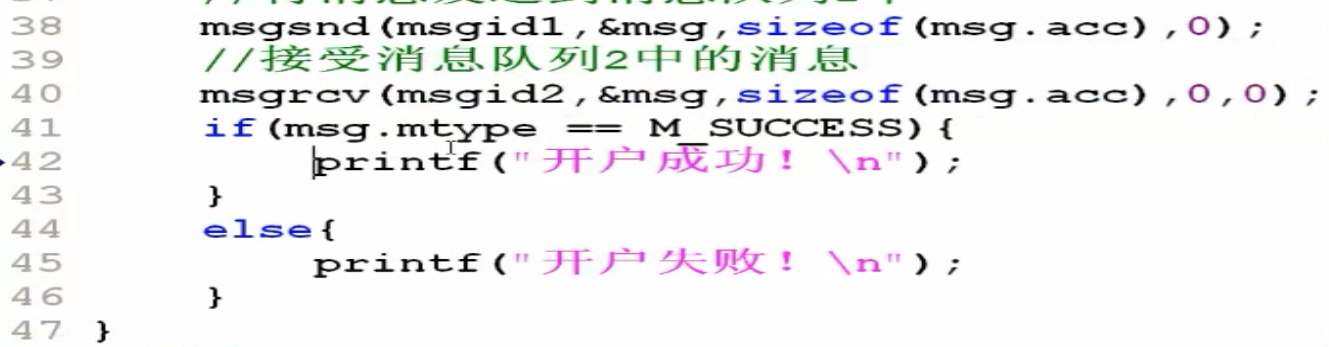 38 msgsnd(msgid1,&msg,sizeof(msg.acc),0);
39 //接受消息队列2中的消息
40 msgrcv(msgid2,&msg,sizeof(msg.acc),0,0);
41 if(msg.mtype == M_SUCCESS){
42 printf("开户成功! \n");
43 }
44 else{
45 printf("开户失败! \n");
46 }
47 }